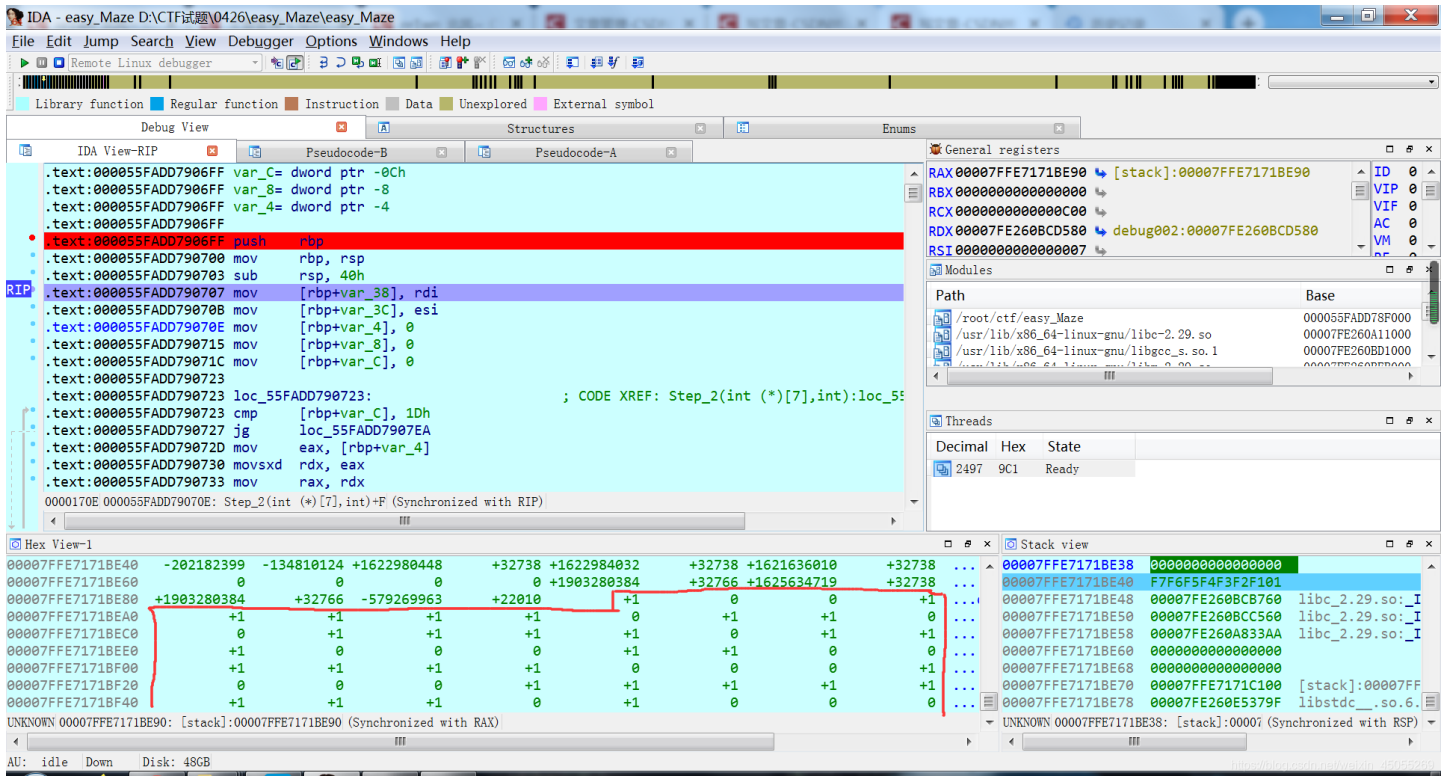 IDA - easy_Maze D:\CTF试题\0426\easy_Maze\easy_Maze
File Edit Jump Search View Debugger Options Windows Help
Remote Linux debugger
Library function Regular function Instruction Data Unexplored External symbol
Debug View Structures Enums
IDA View-RIP Pseudocode-B Pseudocode-A
.text:000055FADD7906FF var_C= dword ptr -0Ch
.text:000055FADD7906FF var_8= dword ptr -8
.text:000055FADD7906FF var_4= dword ptr -4
.text:000055FADD7906FF
.text:000055FADD7906FF push rbp
.text:000055FADD790700 mov rbp, rsp
.text:000055FADD790703 sub rsp, 40h
RIP .text:000055FADD790707 mov [rbp+var_38], rdi
.text:000055FADD79070B mov [rbp+var_3C], esi
.text:000055FADD79070E mov [rbp+var_4], 0
.text:000055FADD790715 mov [rbp+var_8], 0
.text:000055FADD79071C mov [rbp+var_C], 0
.text:000055FADD790723
.text:000055FADD790723 loc_55FADD790723: ; CODE XREF: Step_2(int (*)[7],int):loc_55
.text:000055FADD790723 cmp [rbp+var_C], 1Dh
.text:000055FADD790727 jg loc_55FADD7907EA
.text:000055FADD79072D mov eax, [rbp+var_4]
.text:000055FADD790730 movsxd rdx, eax
.text:000055FADD790733 mov rax, rdx
0000170E 000055FADD79070E: Step_2(int (*)[7],int)+F (Synchronized with RIP)
General registers
RAX 00007FFE7171BE90 [stack]:00007FFE7171BE90
RBX 0000000000000000
RCX 0000000000000C00
RDX 00007FE260BCD580 debug002:00007FE260BCD580
RSI 0000000000000007
ID 0
VIP 0
VIF 0
AC 0
VM 0
Modules
Path Base
/root/ctf/easy_Maze 000055FADD78F000
/usr/lib/x86_64-linux-gnu/libc-2.29.so 00007FE260A11000
/usr/lib/x86_64-linux-gnu/libgcc_s.so.1 00007FE260BD1000
Threads
Decimal Hex State
2497 9C1 Ready
Hex View-1
00007FFE7171BE40 -202182399 -134810124 +1622980448 +32738 +1622984032 +32738 +1621636010 +32738 ...
00007FFE7171BE60 0 0 0 0 +1903280384 +32766 +1625634719 +32738 ...
00007FFE7171BE80 +1903280384 +32766 -579269963 +22010 +1 0 0 +1 ...
00007FFE7171BEA0 +1 +1 +1 +1 0 +1 +1 0 ...
00007FFE7171BEC0 0 +1 +1 +1 +1 0 +1 +1 ...
00007FFE7171BEE0 +1 0 0 0 +1 +1 0 0 ...
00007FFE7171BF00 +1 +1 +1 +1 0 0 0 +1 ...
00007FFE7171BF20 0 0 0 +1 +1 +1 +1 +1 ...
00007FFE7171BF40 +1 +1 +1 0 +1 0 0 0 ...
UNKNOWN 00007FFE7171BE90: [stack]:00007FFE7171BE90 (Synchronized with RAX)
Stack view
00007FFE7171BE38 0000000000000000
00007FFE7171BE40 F7F6F5F4F3F2F101
00007FFE7171BE48 00007FE260BCB760 libc_2.29.so:_I
00007FFE7171BE50 00007FE260BCC560 libc_2.29.so:_I
00007FFE7171BE58 00007FE260A833AA libc_2.29.so:_I
00007FFE7171BE60 0000000000000000
00007FFE7171BE68 0000000000000000
00007FFE7171BE70 00007FFE7171C100 [stack]:00007FF
00007FFE7171BE78 00007FE260E5379F libstdc__.so.6.
UNKNOWN 00007FFE7171BE38: [stack]:00007 (Synchronized with RSP)
AU: idle Down Disk: 48GB